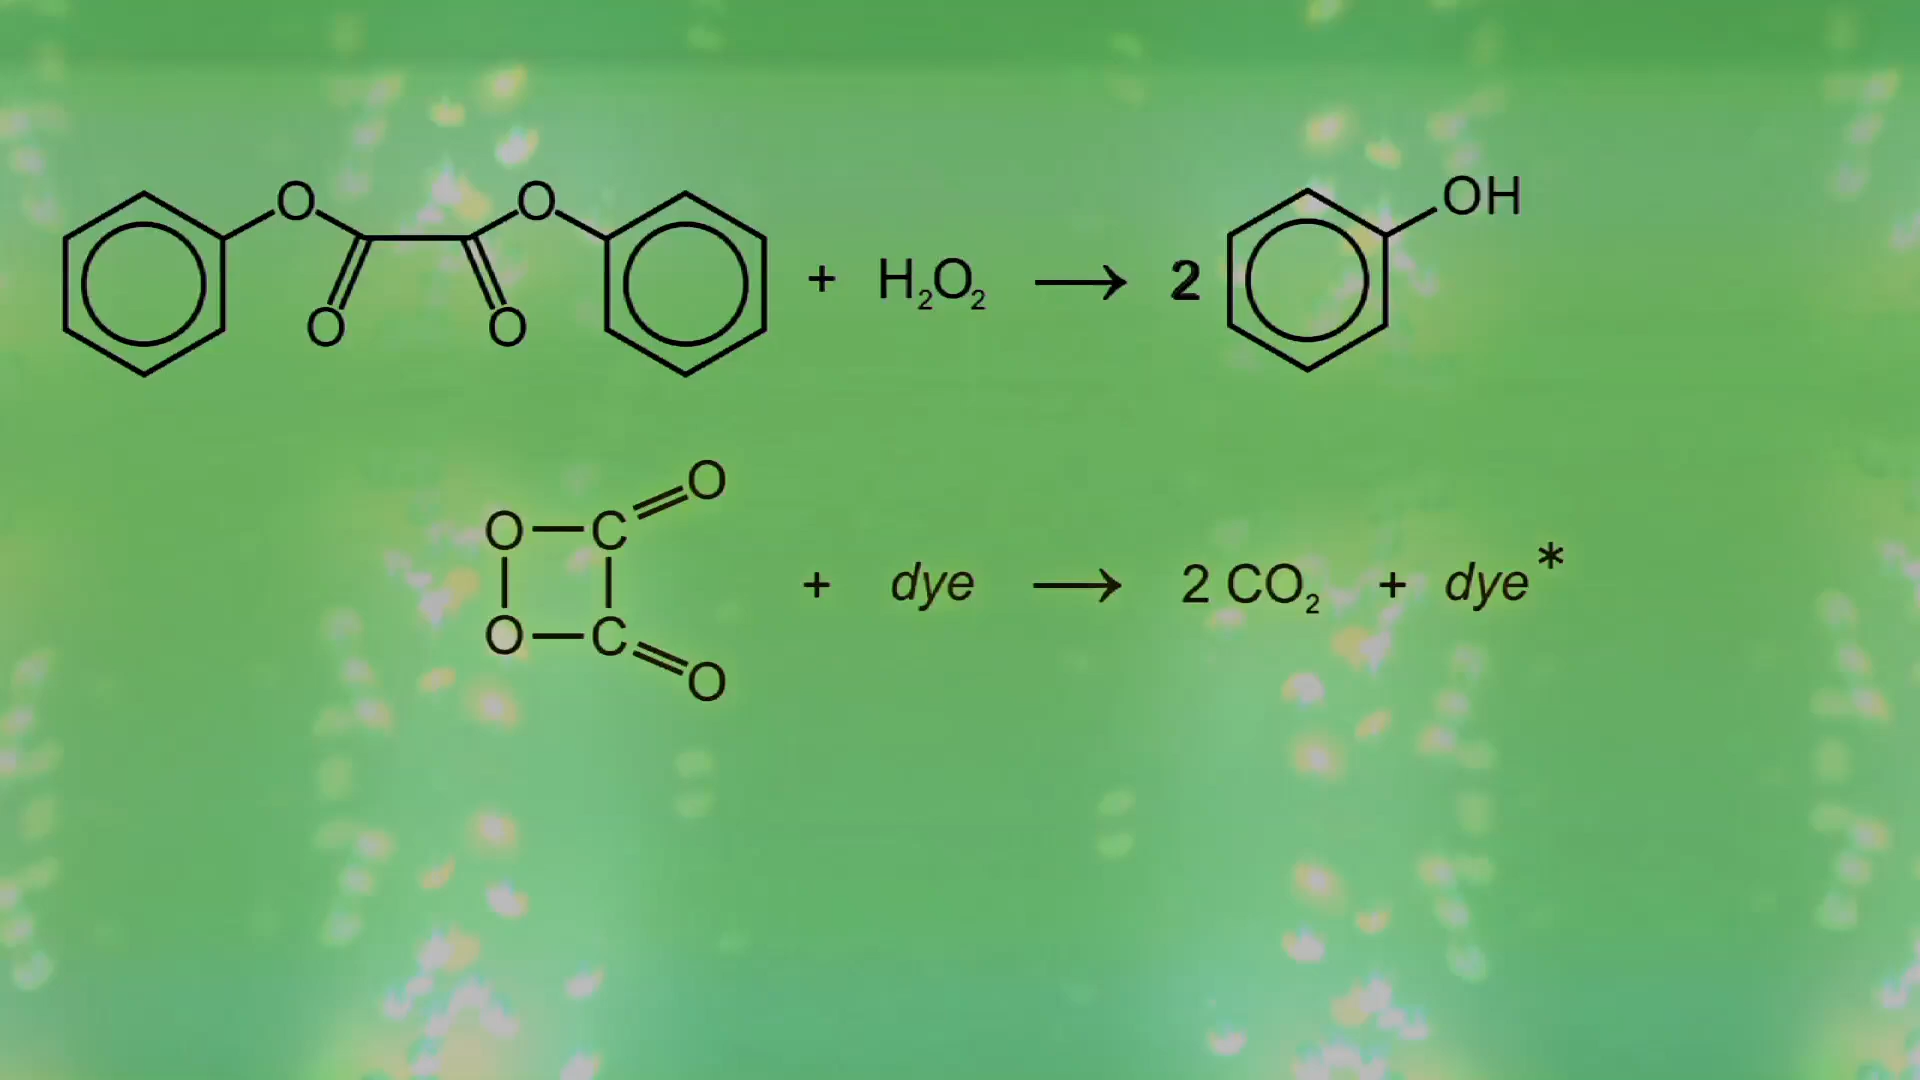 O O O O + H₂O₂ → 2 OH
O O C C O O + dye → 2 CO₂ + dye*